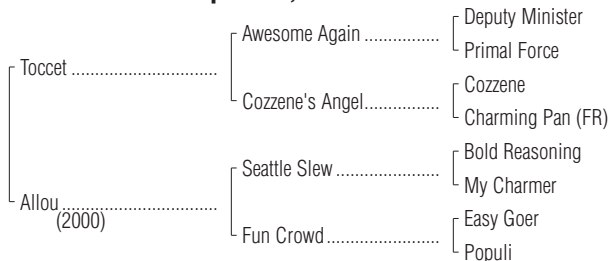 Deputy Minister
Awesome Again ................
Primal Force
Toccet ...............................
Cozzene
Cozzene's Angel................
Charming Pan (FR)
Bold Reasoning
Seattle Slew ......................
My Charmer
Allou ..................................
(2000)
Easy Goer
Fun Crowd........................
Populi